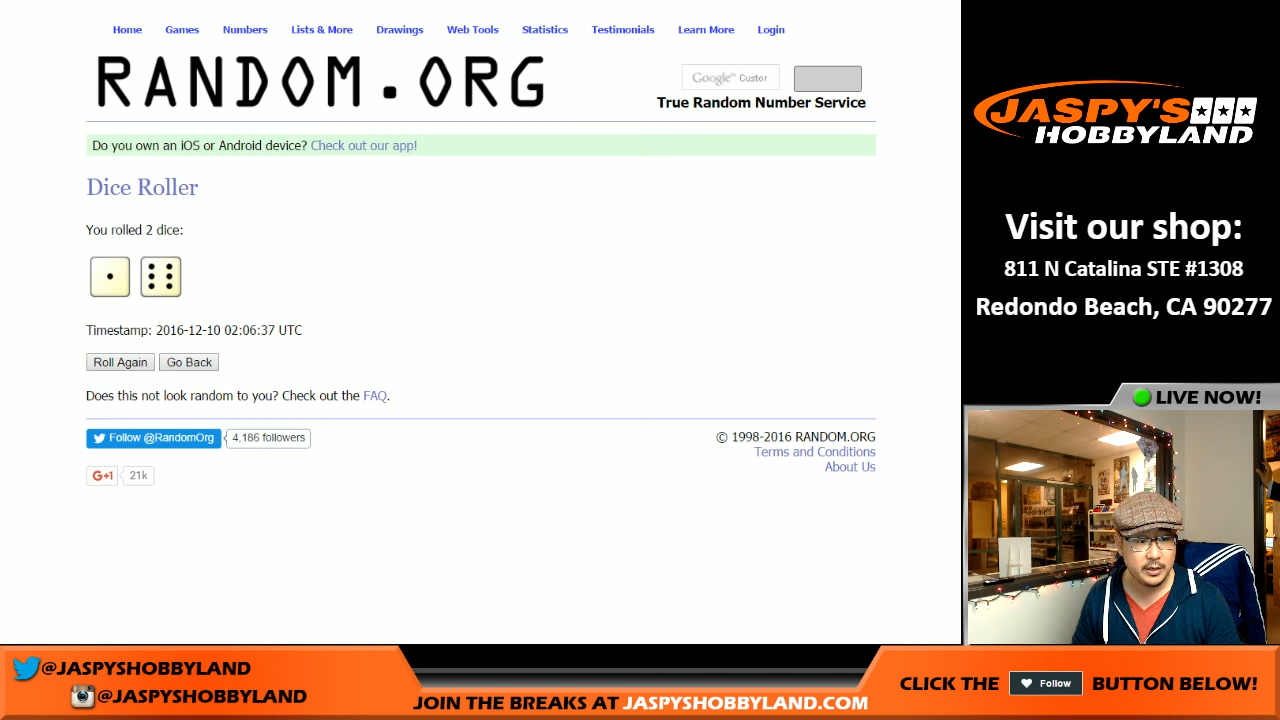 Home Games Numbers Lists & More Drawings Web Tools Statistics Testimonials Learn More Login
RANDOM.ORG
Google™ Custor
True Random Number Service
Do you own an iOS or Android device? Check out our app!
Dice Roller
You rolled 2 dice:
Timestamp: 2016-12-10 02:06:37 UTC
Roll Again Go Back
Does this not look random to you? Check out the FAQ.
Follow @RandomOrg 4,186 followers
G+1 21k
© 1998-2016 RANDOM.ORG
Terms and Conditions
About Us
JASPY'S
HOBBYLAND
Visit our shop:
811 N Catalina STE #1308
Redondo Beach, CA 90277
LIVE NOW!
@JASPYSHOBBYLAND
@JASPYSHOBBYLAND
JOIN THE BREAKS AT JASPYSHOBBYLAND.COM
CLICK THE Follow BUTTON BELOW!